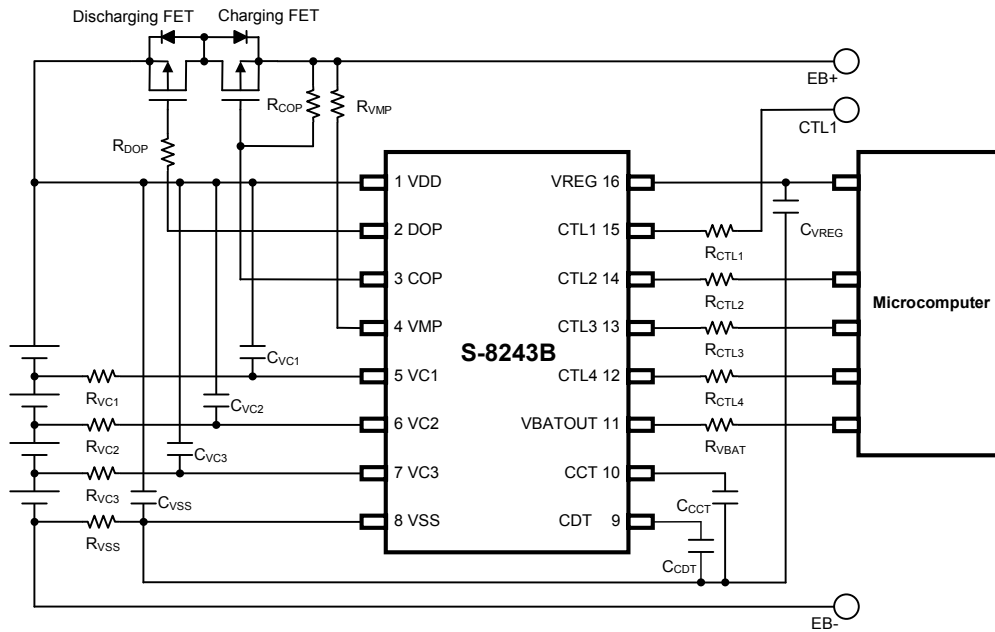 Discharging FET
Charging FET
EB+
CTL1
RCOP
RVMP
RDOP
1 VDD
2 DOP
3 COP
4 VMP
5 VC1
6 VC2
7 VC3
8 VSS
S-8243B
VREG 16
CTL1 15
CTL2 14
CTL3 13
CTL4 12
VBATOUT 11
CCT 10
CDT 9
CVREG
RCTL1
RCTL2
RCTL3
RCTL4
RVBAT
Microcomputer
CVC1
CVC2
CVC3
CVSS
RVC1
RVC2
RVC3
RVSS
CCCT
CCDT
EB-